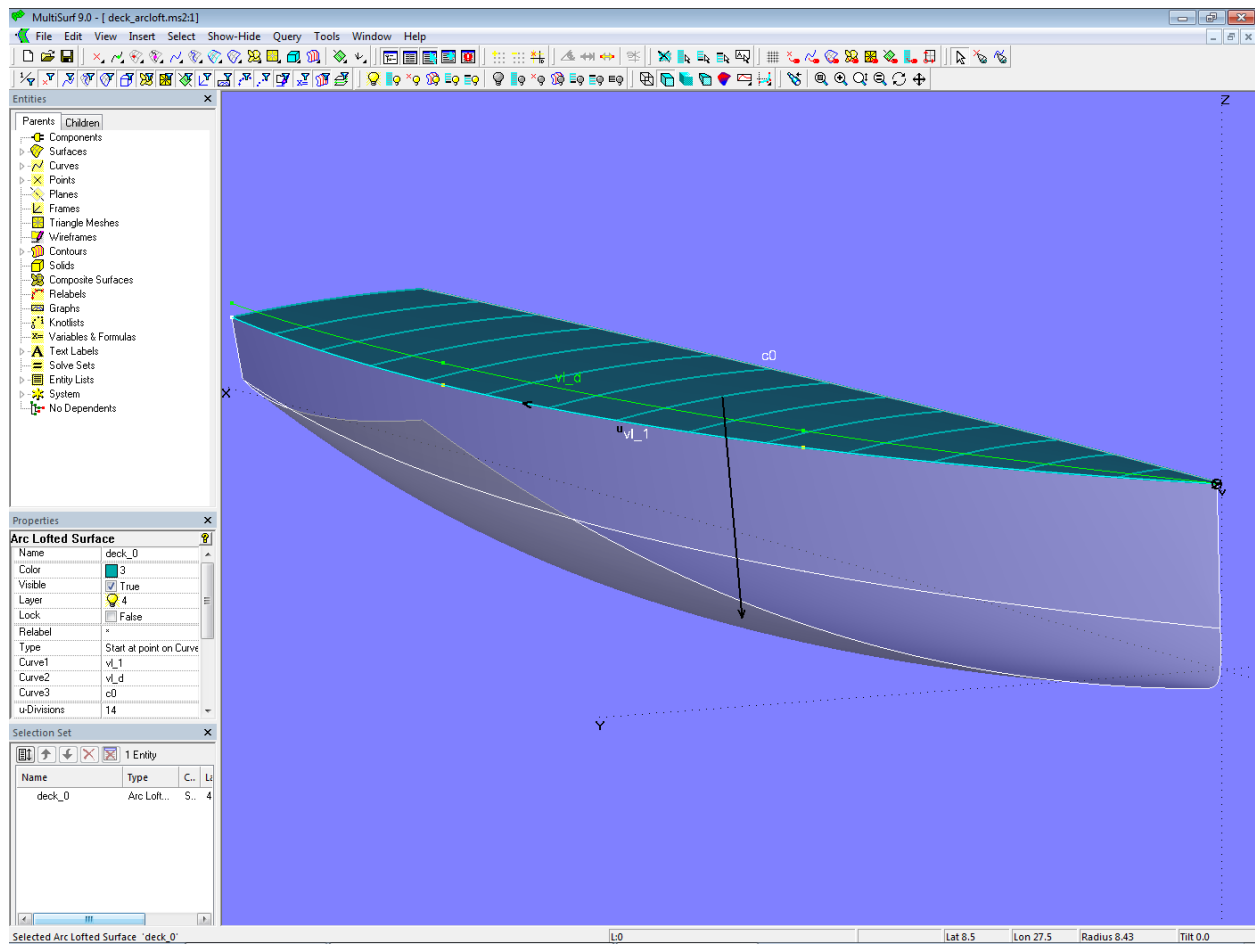 MultiSurf 9.0 - [ deck_arcloft.ms2:1]
File Edit View Insert Select Show-Hide Query Tools Window Help
Entities
Parents Children
Components
Surfaces
Curves
Points
Planes
Frames
Triangle Meshes
Wireframes
Contours
Solids
Composite Surfaces
Relabels
Graphs
Knotlists
Variables & Formulas
A Text Labels
Solve Sets
Entity Lists
System
No Dependents
Properties
Arc Lofted Surface
Name deck_0
Color 3
Visible True
Layer 4
Lock False
Relabel *
Type Start at point on Curve
Curve1 vl_1
Curve2 vl_d
Curve3 c0
u-Divisions 14
Selection Set
1 Entity
Name Type C.. La
deck_0 Arc Loft... S.. 4
Z
c0
vl_d
X
u vl_1
v
Y
Selected Arc Lofted Surface 'deck_0' L:0 Lat 8.5 Lon 27.5 Radius 8.43 Tilt 0.0